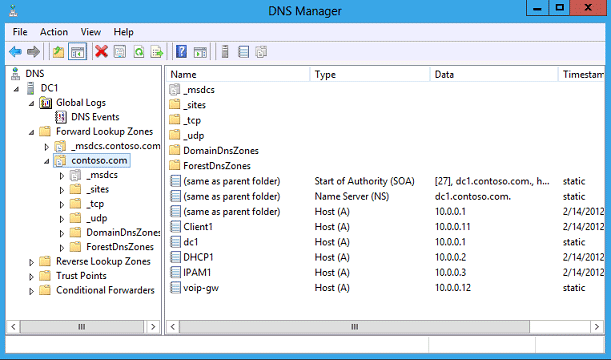 DNS Manager
File Action View Help
DNS
DC1
Global Logs
DNS Events
Forward Lookup Zones
_msdcs.contoso.com
contoso.com
_msdcs
_sites
_tcp
_udp
DomainDnsZones
ForestDnsZones
Reverse Lookup Zones
Trust Points
Conditional Forwarders
Name Type Data Timestam
_msdcs
_sites
_tcp
_udp
DomainDnsZones
ForestDnsZones
(same as parent folder) Start of Authority (SOA) [27], dc1.contoso.com., h... static
(same as parent folder) Name Server (NS) dc1.contoso.com. static
(same as parent folder) Host (A) 10.0.0.1 2/14/2012
Client1 Host (A) 10.0.0.11 2/14/2012
dc1 Host (A) 10.0.0.1 static
DHCP1 Host (A) 10.0.0.2 2/14/2012
IPAM1 Host (A) 10.0.0.3 2/14/2012
voip-gw Host (A) 10.0.0.12 static